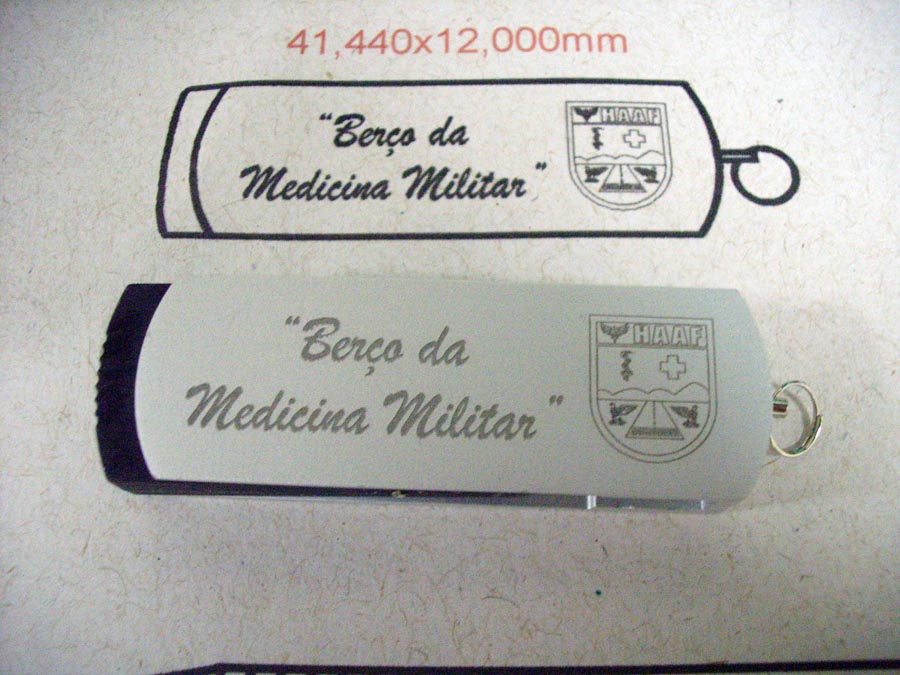 41,440x12,000mm
“Berço da
Medicina Militar”
HAAF
“Berço da
Medicina Militar”
HAAF